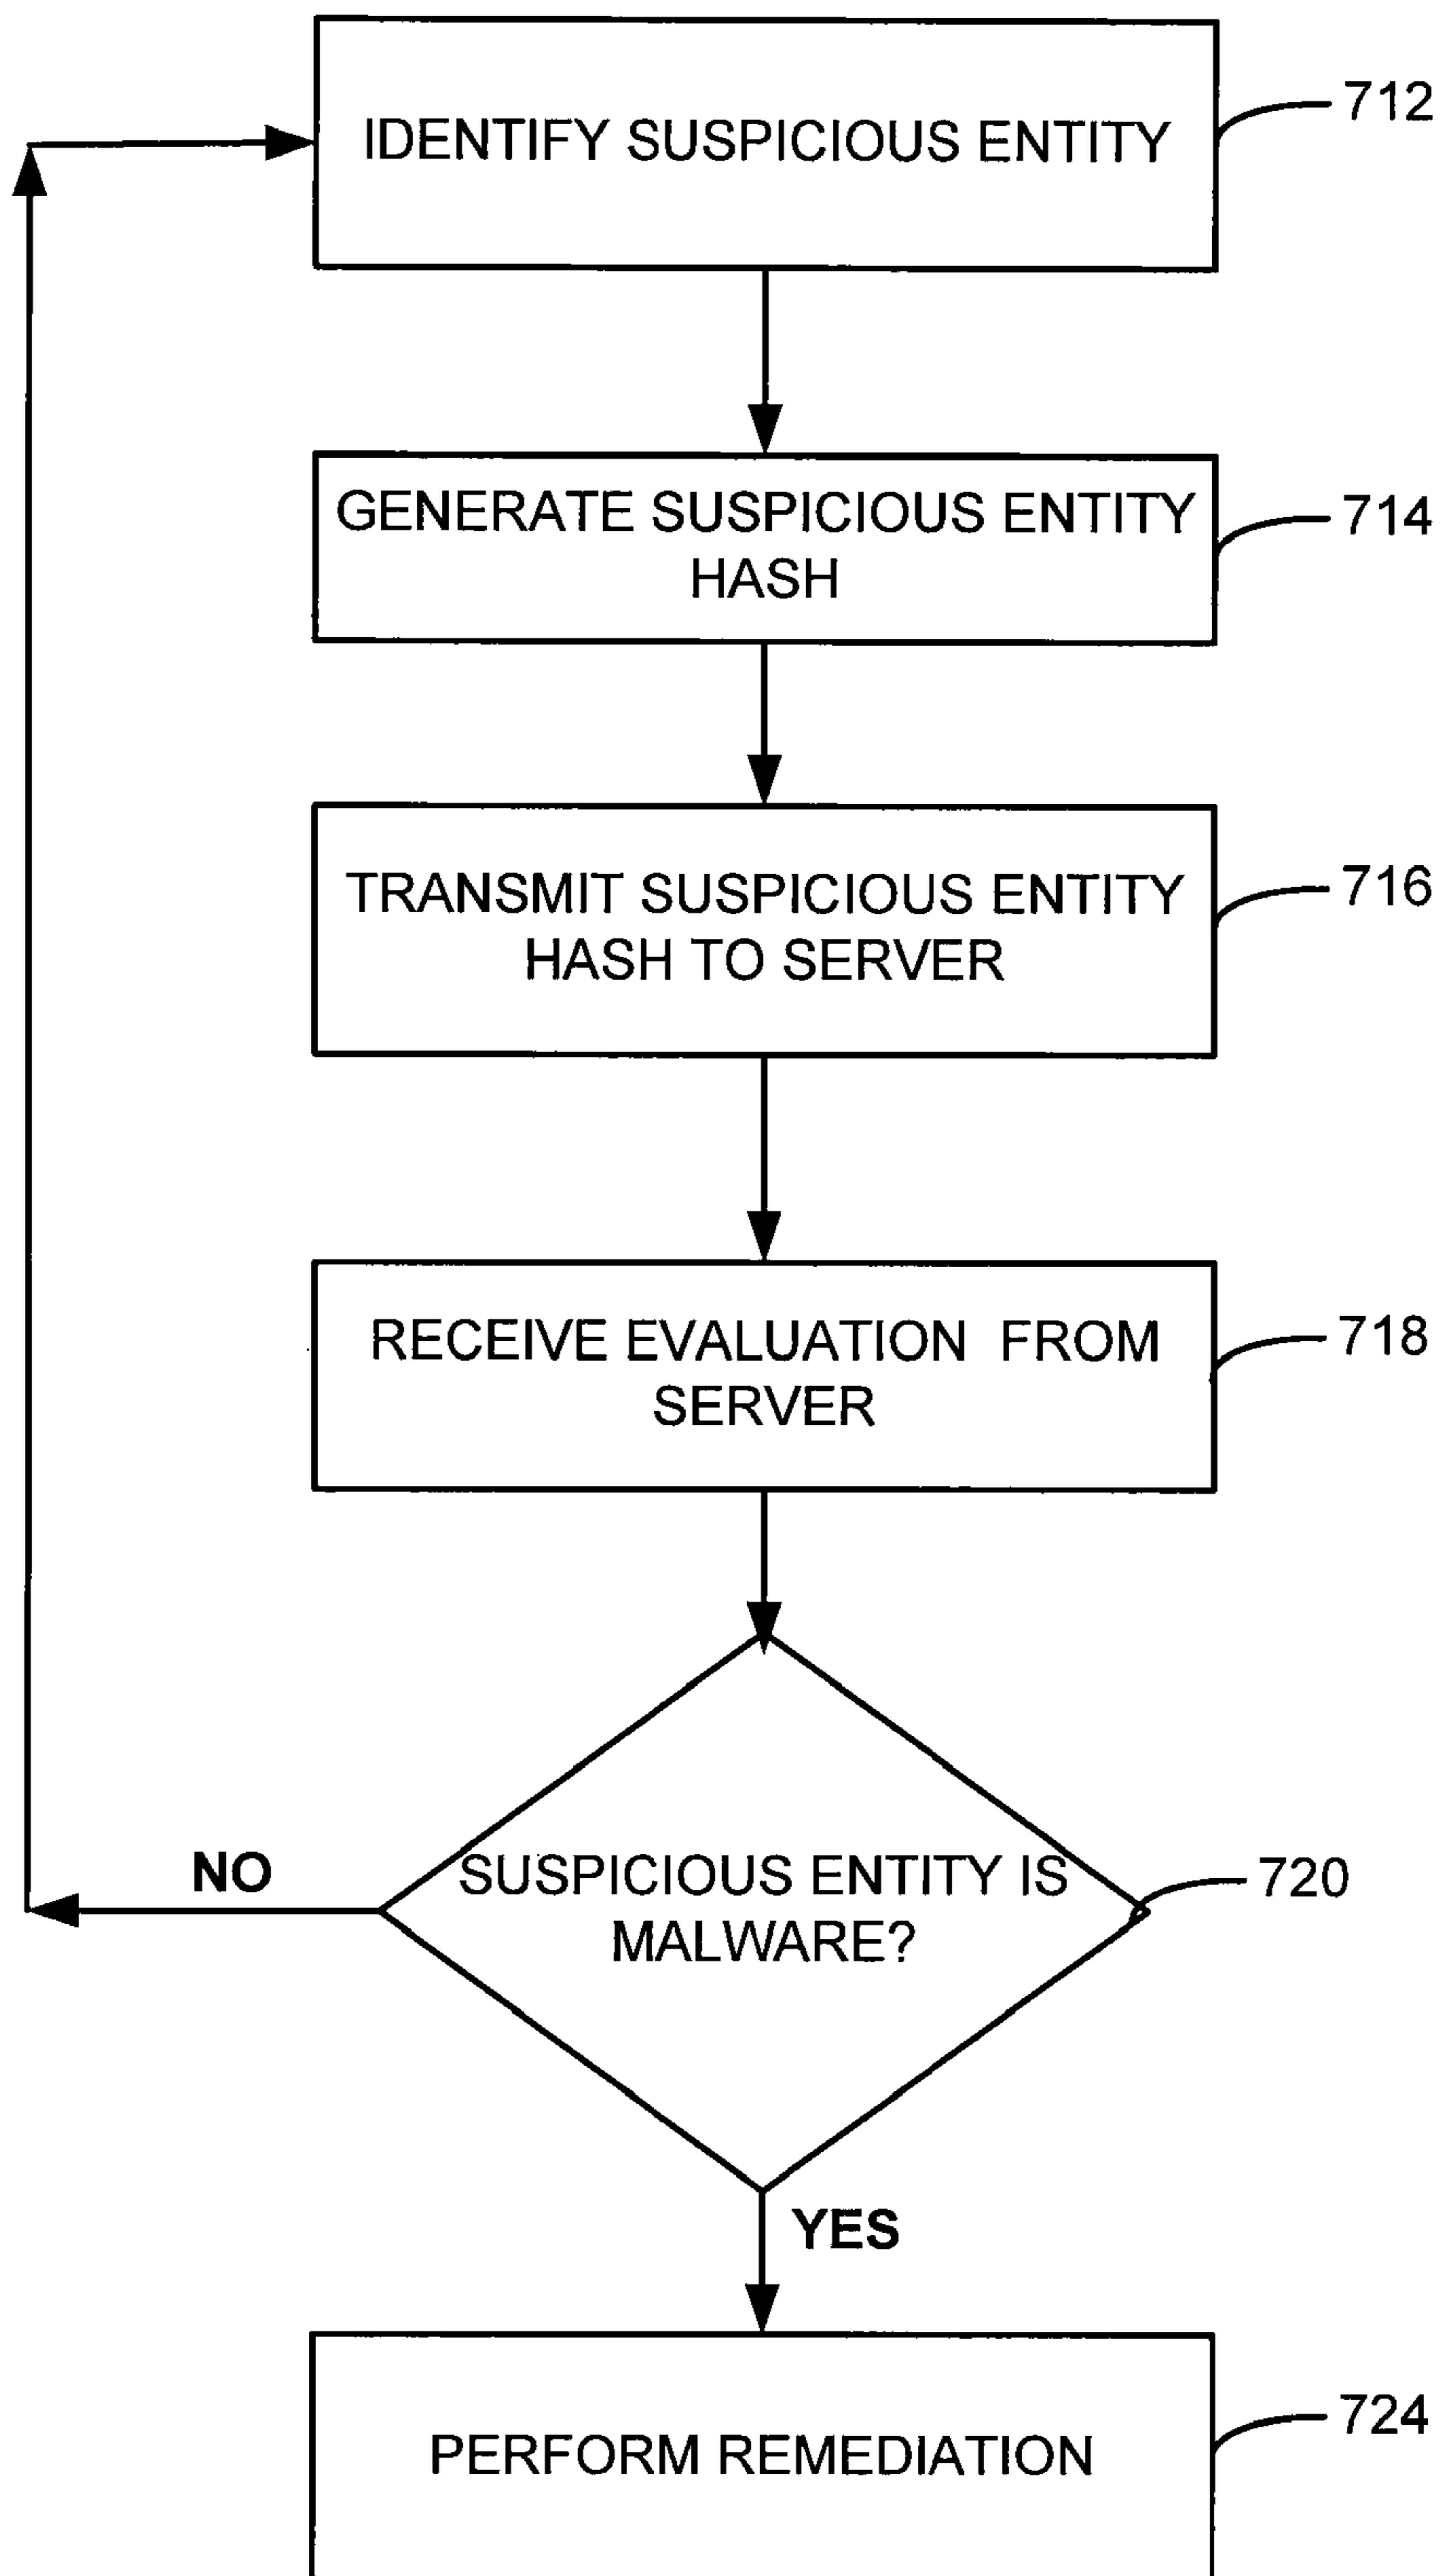 IDENTIFY SUSPICIOUS ENTITY
712
GENERATE SUSPICIOUS ENTITY
HASH
714
TRANSMIT SUSPICIOUS ENTITY
HASH TO SERVER
716
RECEIVE EVALUATION FROM
SERVER
718
NO
SUSPICIOUS ENTITY IS
MALWARE?
720
YES
PERFORM REMEDIATION
724